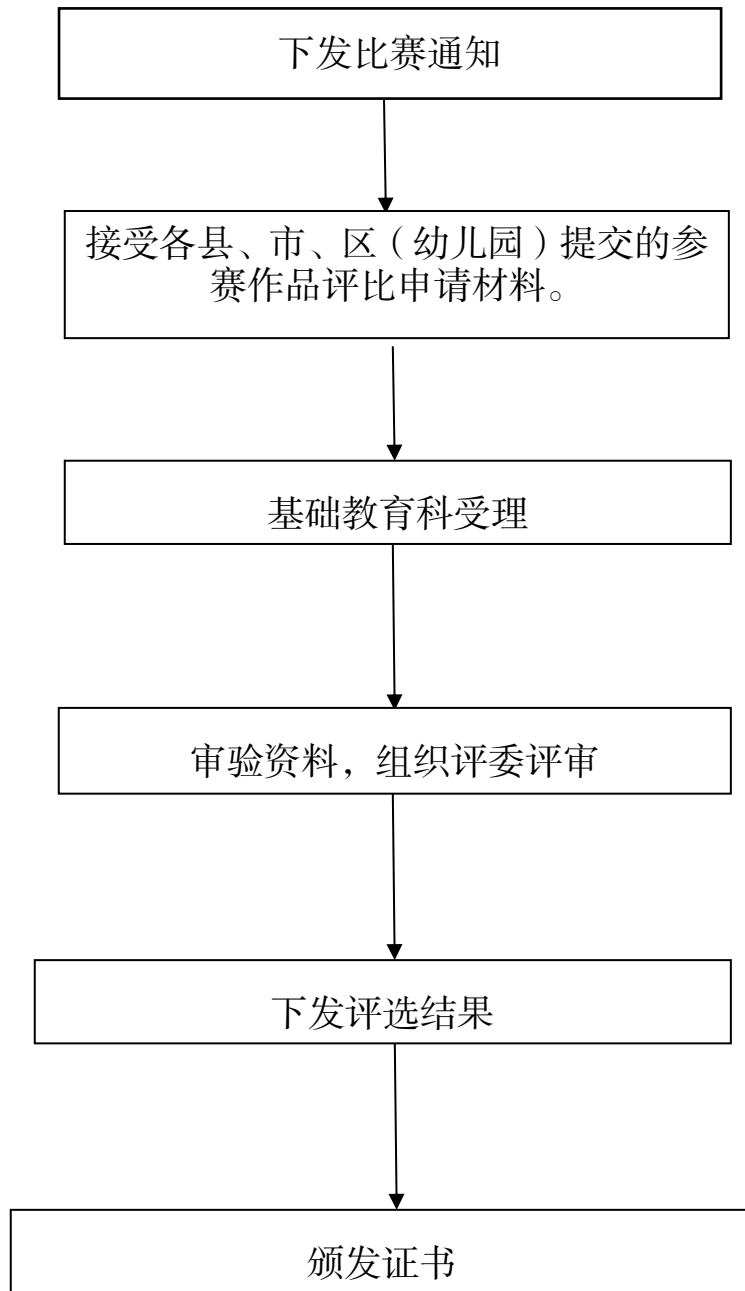 下发比赛通知
接受各县、市、区（幼儿园）提交的参
赛作品评比申请材料。
基础教育科受理
审验资料，组织评委评审
下发评选结果
颁发证书